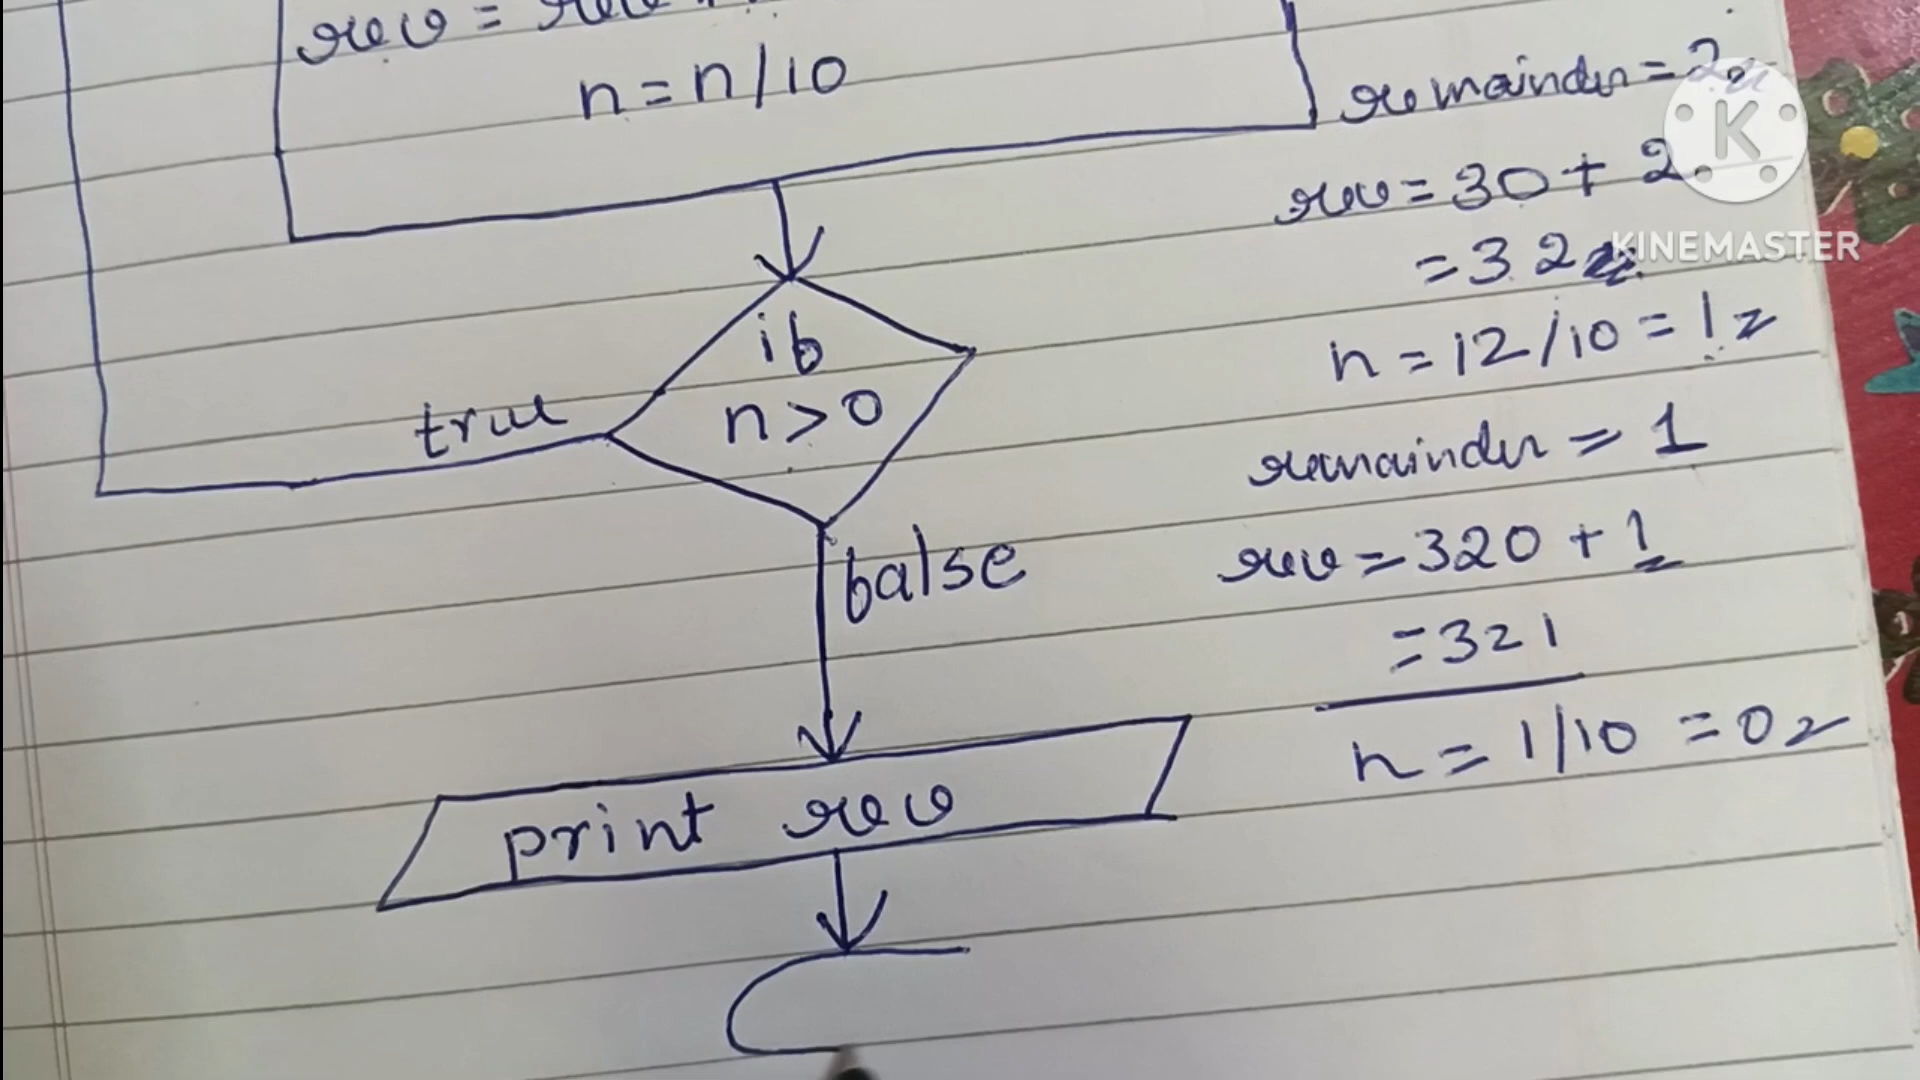 rev = rev
n = n/10
if
n > 0
true
false
print rev
remainder = 2
rev = 30 + 2
= 32
n = 12/10 = 1
remainder = 1
rev = 320 + 1
= 321
n = 1/10 = 0
K
KINEMASTER